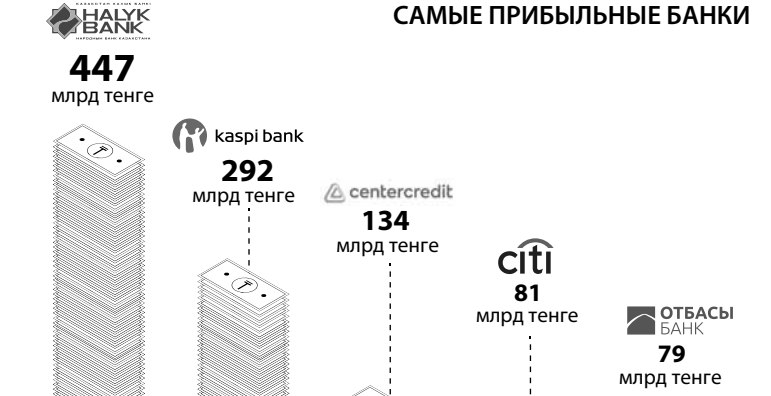 САМЫЕ ПРИБЫЛЬНЫЕ БАНКИ
HALYK
BANK
447
млрд тенге
kaspi bank
292
млрд тенге
centercredit
134
млрд тенге
citi
81
млрд тенге
ОТБАСЫ
БАНК
79
млрд тенге